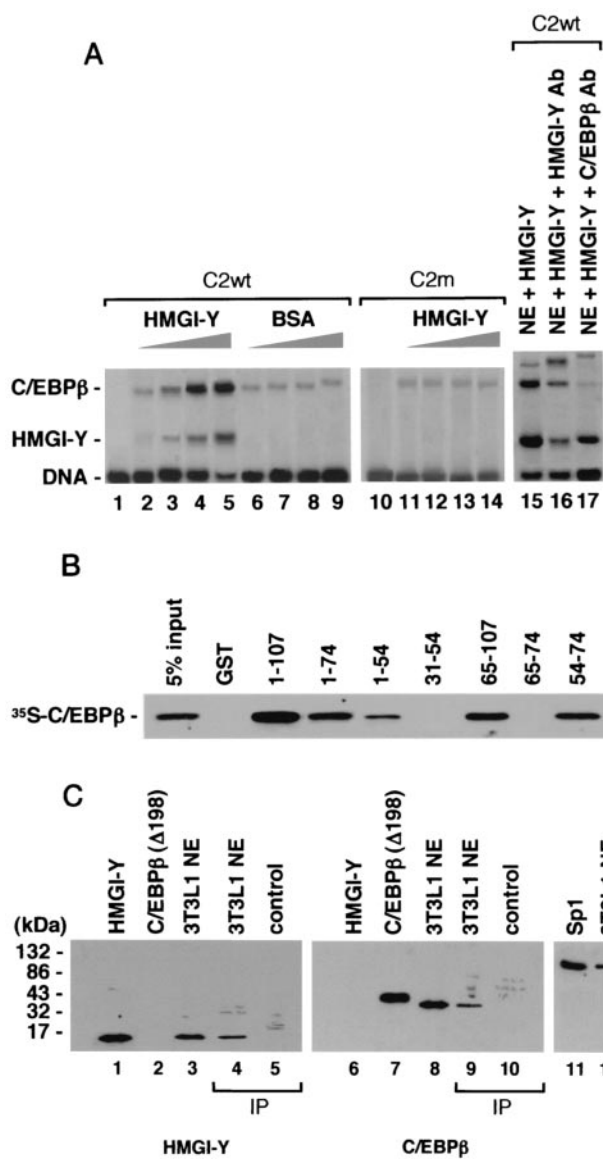 A
C2wt
NE + HMGI-Y
NE + HMGI-Y + HMGI-Y Ab
NE + HMGI-Y + C/EBPβ Ab
C2wt
C2m
HMGI-Y
BSA
HMGI-Y
C/EBPβ -
HMGI-Y
DNA -
1 2 3 4 5 6 7 8 9 10 11 12 13 14 15 16 17
B
5% input
GST
1-107
1-74
1-54
31-54
65-107
65-74
54-74
³⁵S-C/EBPβ -
C
(kDa)
HMGI-Y
C/EBPβ (Δ198)
3T3L1 NE
3T3L1 NE
control
HMGI-Y
C/EBPβ (Δ198)
3T3L1 NE
3T3L1 NE
control
Sp1
132 -
86 -
43 -
32 -
17 -
1 2 3 4 5 6 7 8 9 10 11
IP
IP
HMGI-Y
C/EBPβ